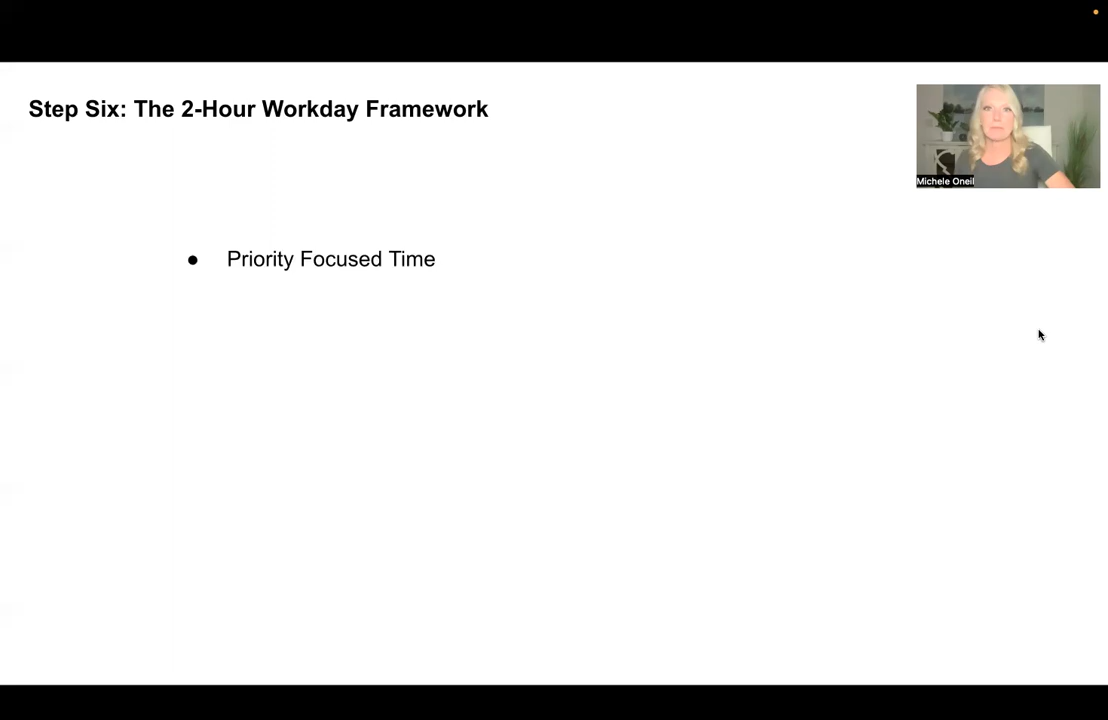 Step Six: The 2-Hour Workday Framework
Michele Oneil
● Priority Focused Time